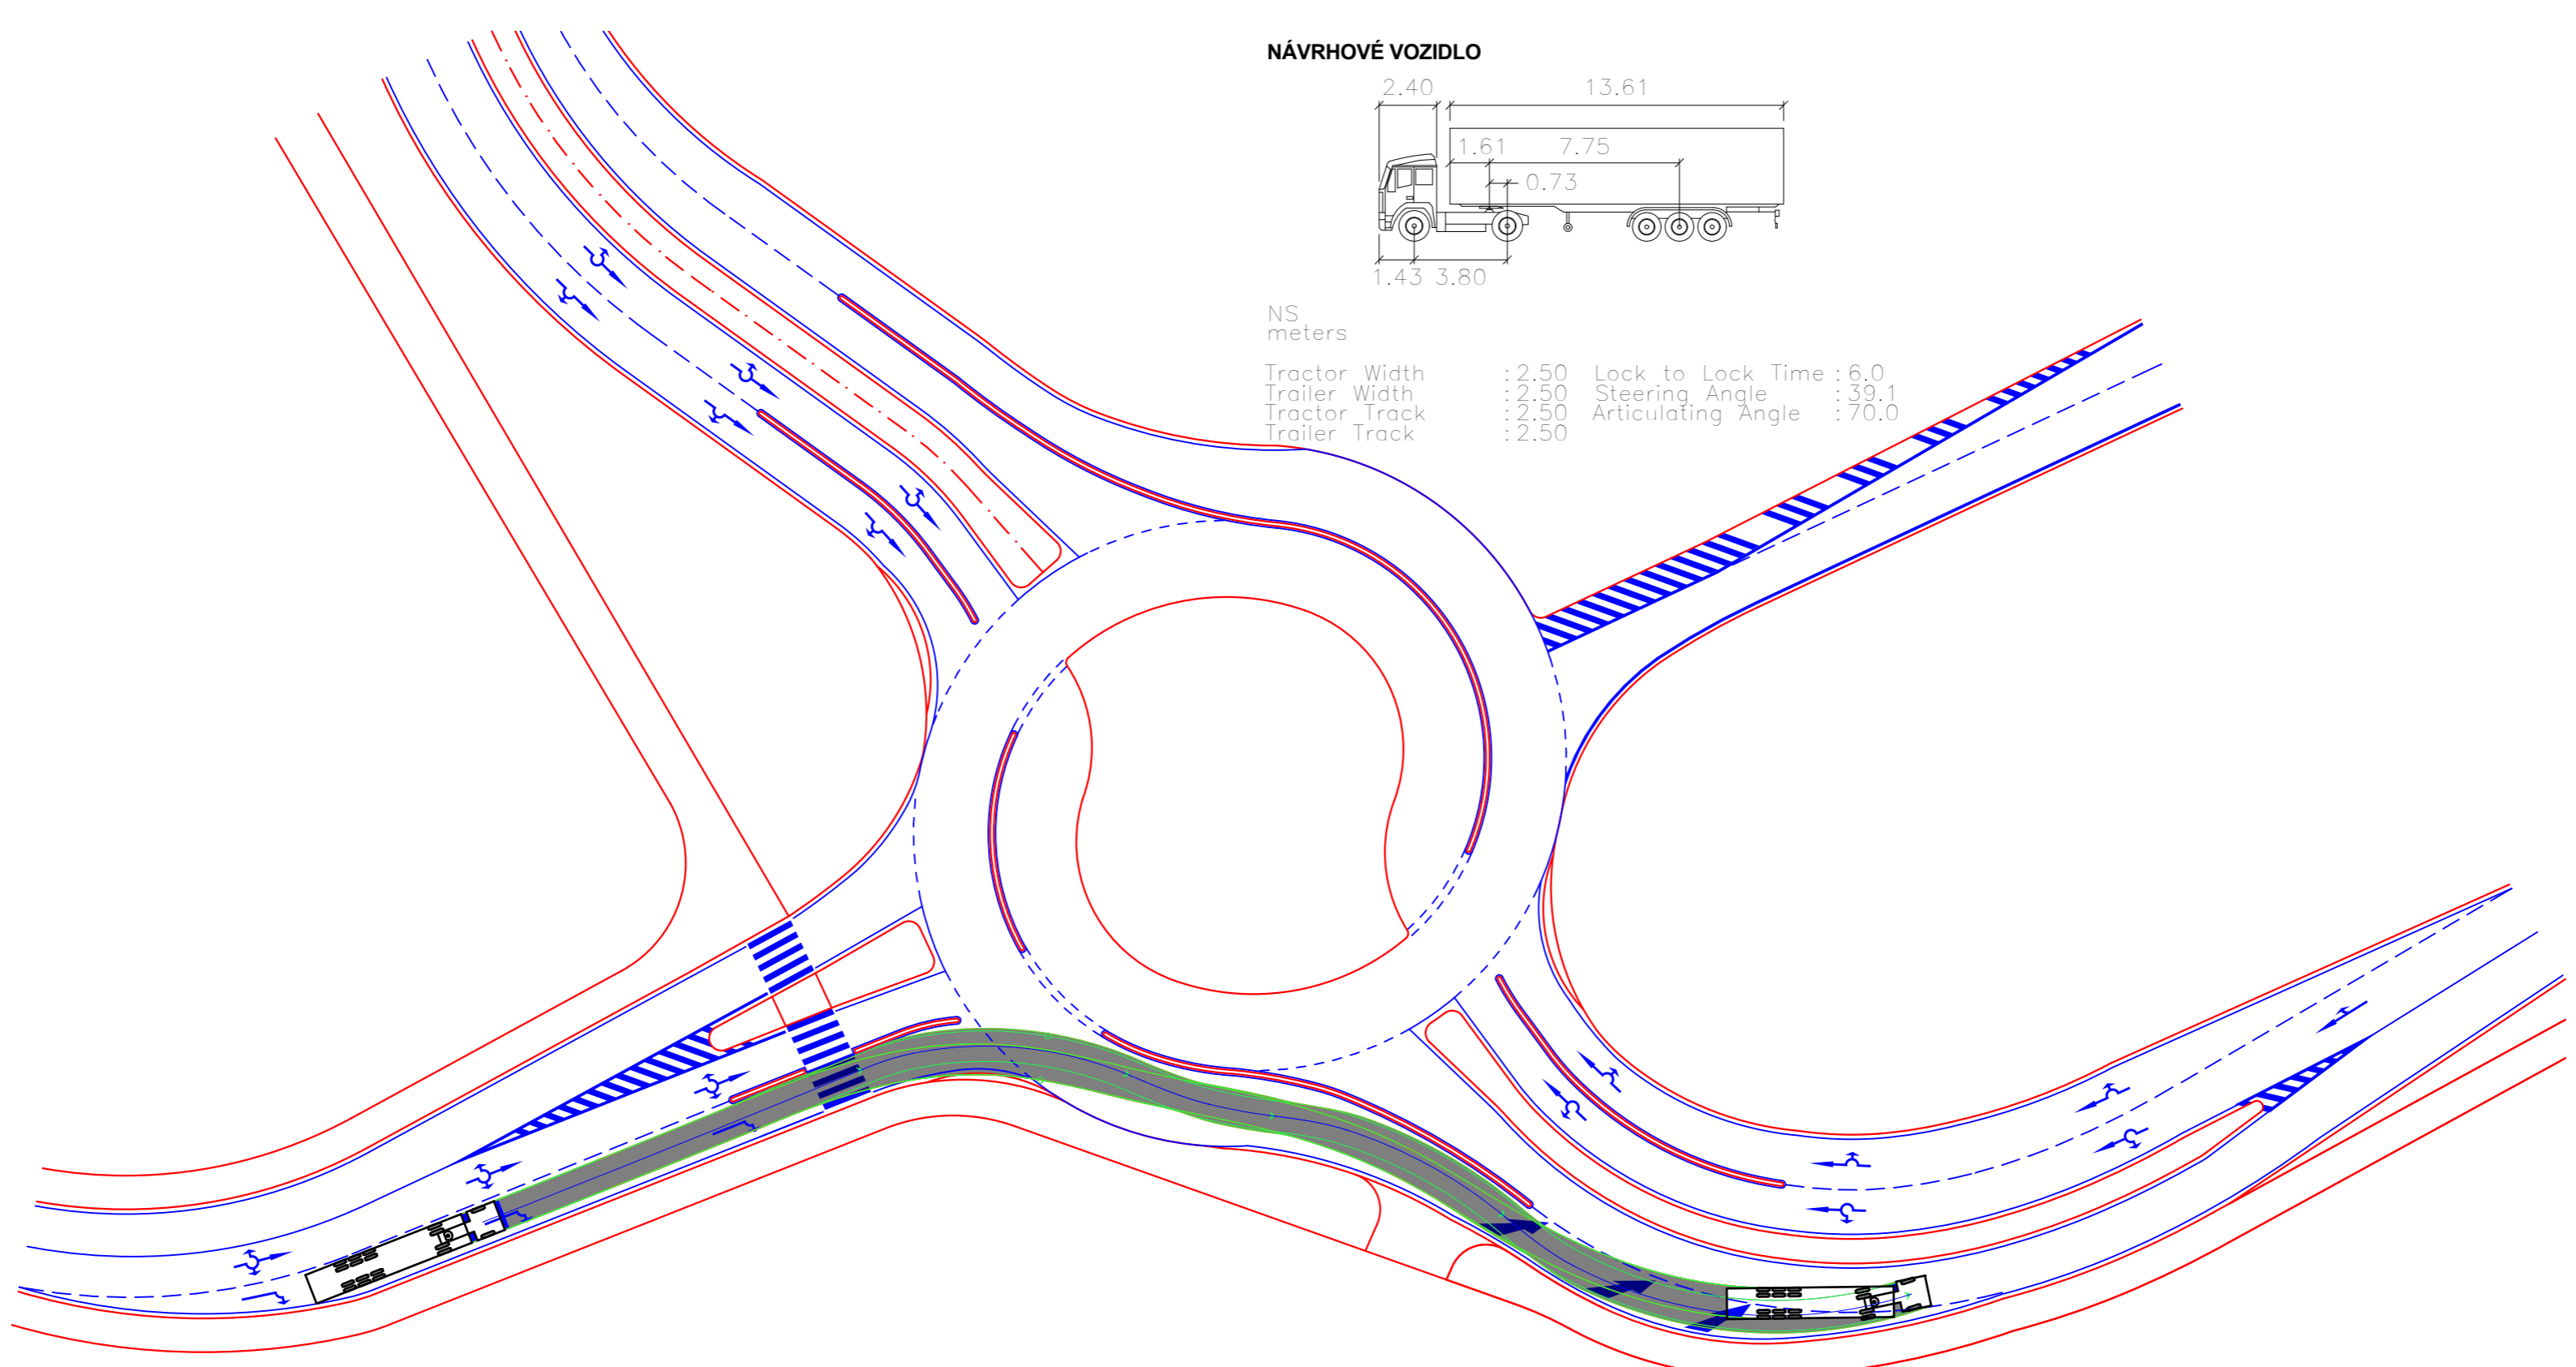 NÁVRHOVÉ VOZIDLO
2.40 13.61
1.61 7.75
0.73
1.43 3.80
NS
meters
Tractor Width : 2.50 Lock to Lock Time : 6.0
Trailer Width : 2.50 Steering Angle : 39.1
Tractor Track : 2.50 Articulating Angle : 70.0
Trailer Track : 2.50